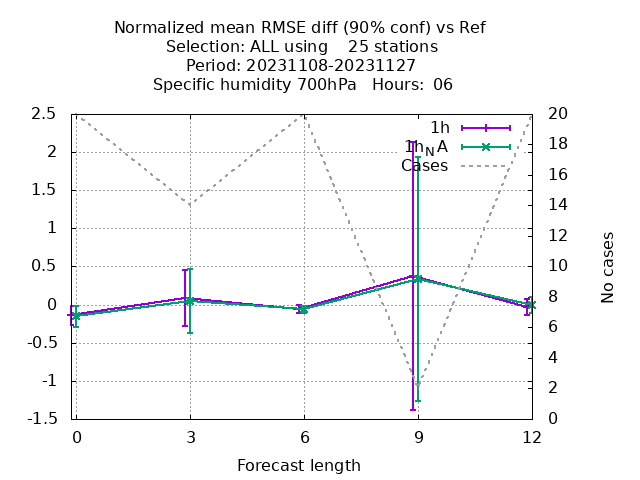 Normalized mean RMSE diff (90% conf) vs Ref
Selection: ALL using    25 stations
Period: 20231108-20231127
Specific humidity 700hPa   Hours:  06
1h
1h_N A
Cases
2.5
2
1.5
1
0.5
0
-0.5
-1
-1.5
20
18
16
14
12
10
8
6
4
2
0
No cases
0
3
6
9
12
Forecast length